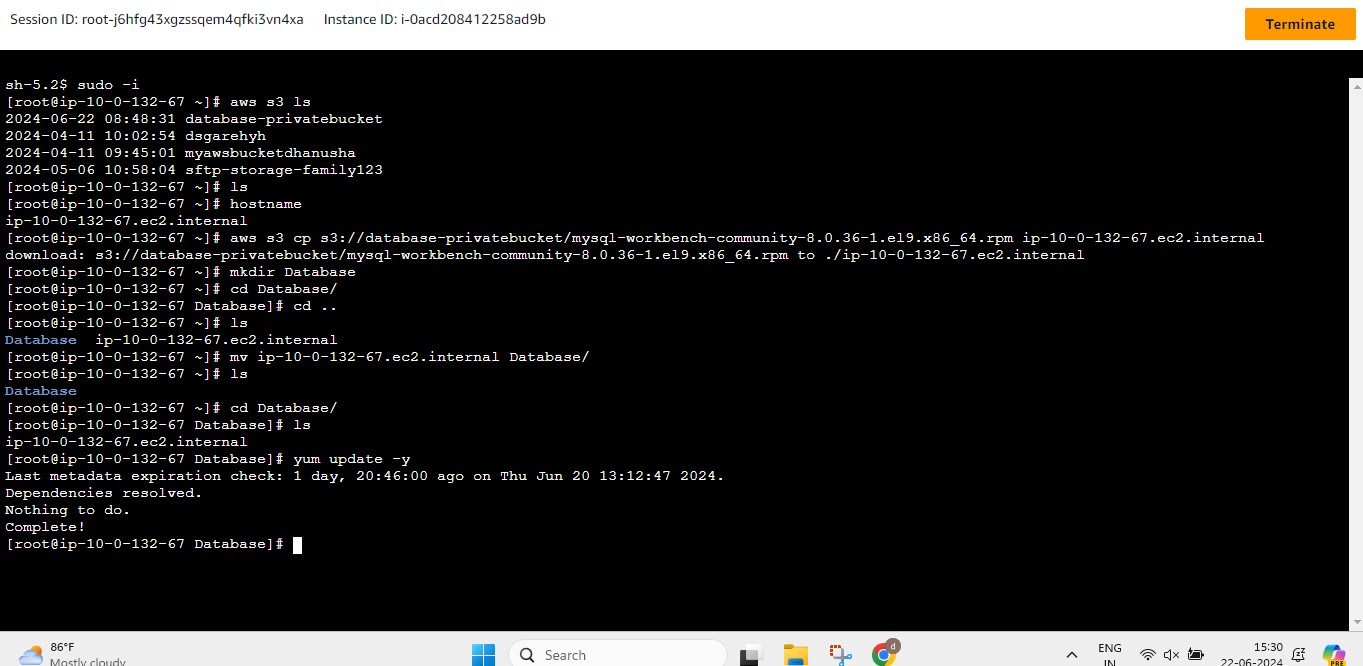 Session ID: root-j6hfg43xgzssqem4qfki3vn4xa Instance ID: i-0acd208412258ad9b
Terminate
sh-5.2$ sudo -i
[root@ip-10-0-132-67 ~]# aws s3 ls
2024-06-22 08:48:31 database-privatebucket
2024-04-11 10:02:54 dsgarehyh
2024-04-11 09:45:01 myawsbucketdhanusha
2024-05-06 10:58:04 sftp-storage-family123
[root@ip-10-0-132-67 ~]# ls
[root@ip-10-0-132-67 ~]# hostname
ip-10-0-132-67.ec2.internal
[root@ip-10-0-132-67 ~]# aws s3 cp s3://database-privatebucket/mysql-workbench-community-8.0.36-1.el9.x86_64.rpm ip-10-0-132-67.ec2.internal
download: s3://database-privatebucket/mysql-workbench-community-8.0.36-1.el9.x86_64.rpm to ./ip-10-0-132-67.ec2.internal
[root@ip-10-0-132-67 ~]# mkdir Database
[root@ip-10-0-132-67 ~]# cd Database/
[root@ip-10-0-132-67 Database]# cd ..
[root@ip-10-0-132-67 ~]# ls
Database  ip-10-0-132-67.ec2.internal
[root@ip-10-0-132-67 ~]# mv ip-10-0-132-67.ec2.internal Database/
[root@ip-10-0-132-67 ~]# ls
Database
[root@ip-10-0-132-67 ~]# cd Database/
[root@ip-10-0-132-67 Database]# ls
ip-10-0-132-67.ec2.internal
[root@ip-10-0-132-67 Database]# yum update -y
Last metadata expiration check: 1 day, 20:46:00 ago on Thu Jun 20 13:12:47 2024.
Dependencies resolved.
Nothing to do.
Complete!
[root@ip-10-0-132-67 Database]#
86°F
Mostly cloudy
Search
d
ENG
IN
15:30
22-06-2024
PRE